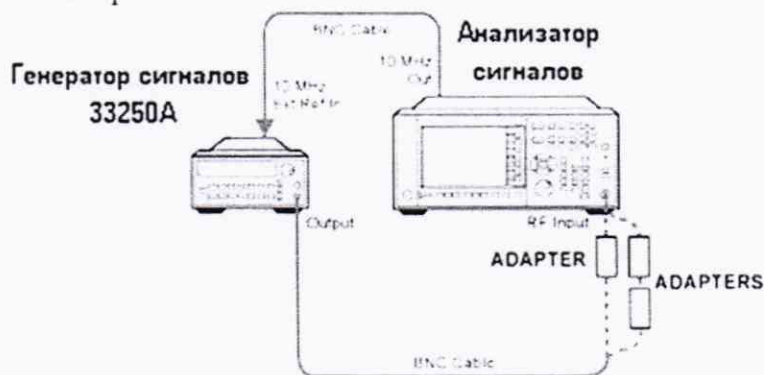 BNC Cable
Анализатор
сигналов
10 MHz
Out
Генератор сигналов
33250A
10 MHz
Ext Ref In
Output
RF Input
ADAPTER
ADAPTERS
BNC Cable